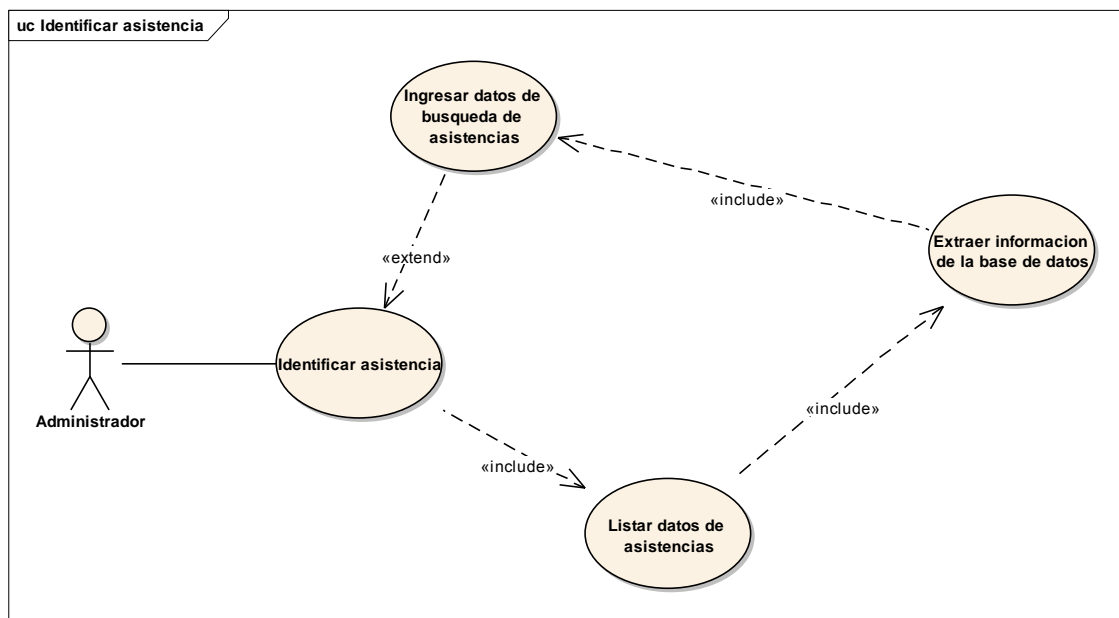 uc Identificar asistencia
Ingresar datos de
busqueda de
asistencias
«include»
Extraer informacion
de la base de datos
«extend»
Identificar asistencia
Administrador
«include»
«include»
Listar datos de
asistencias